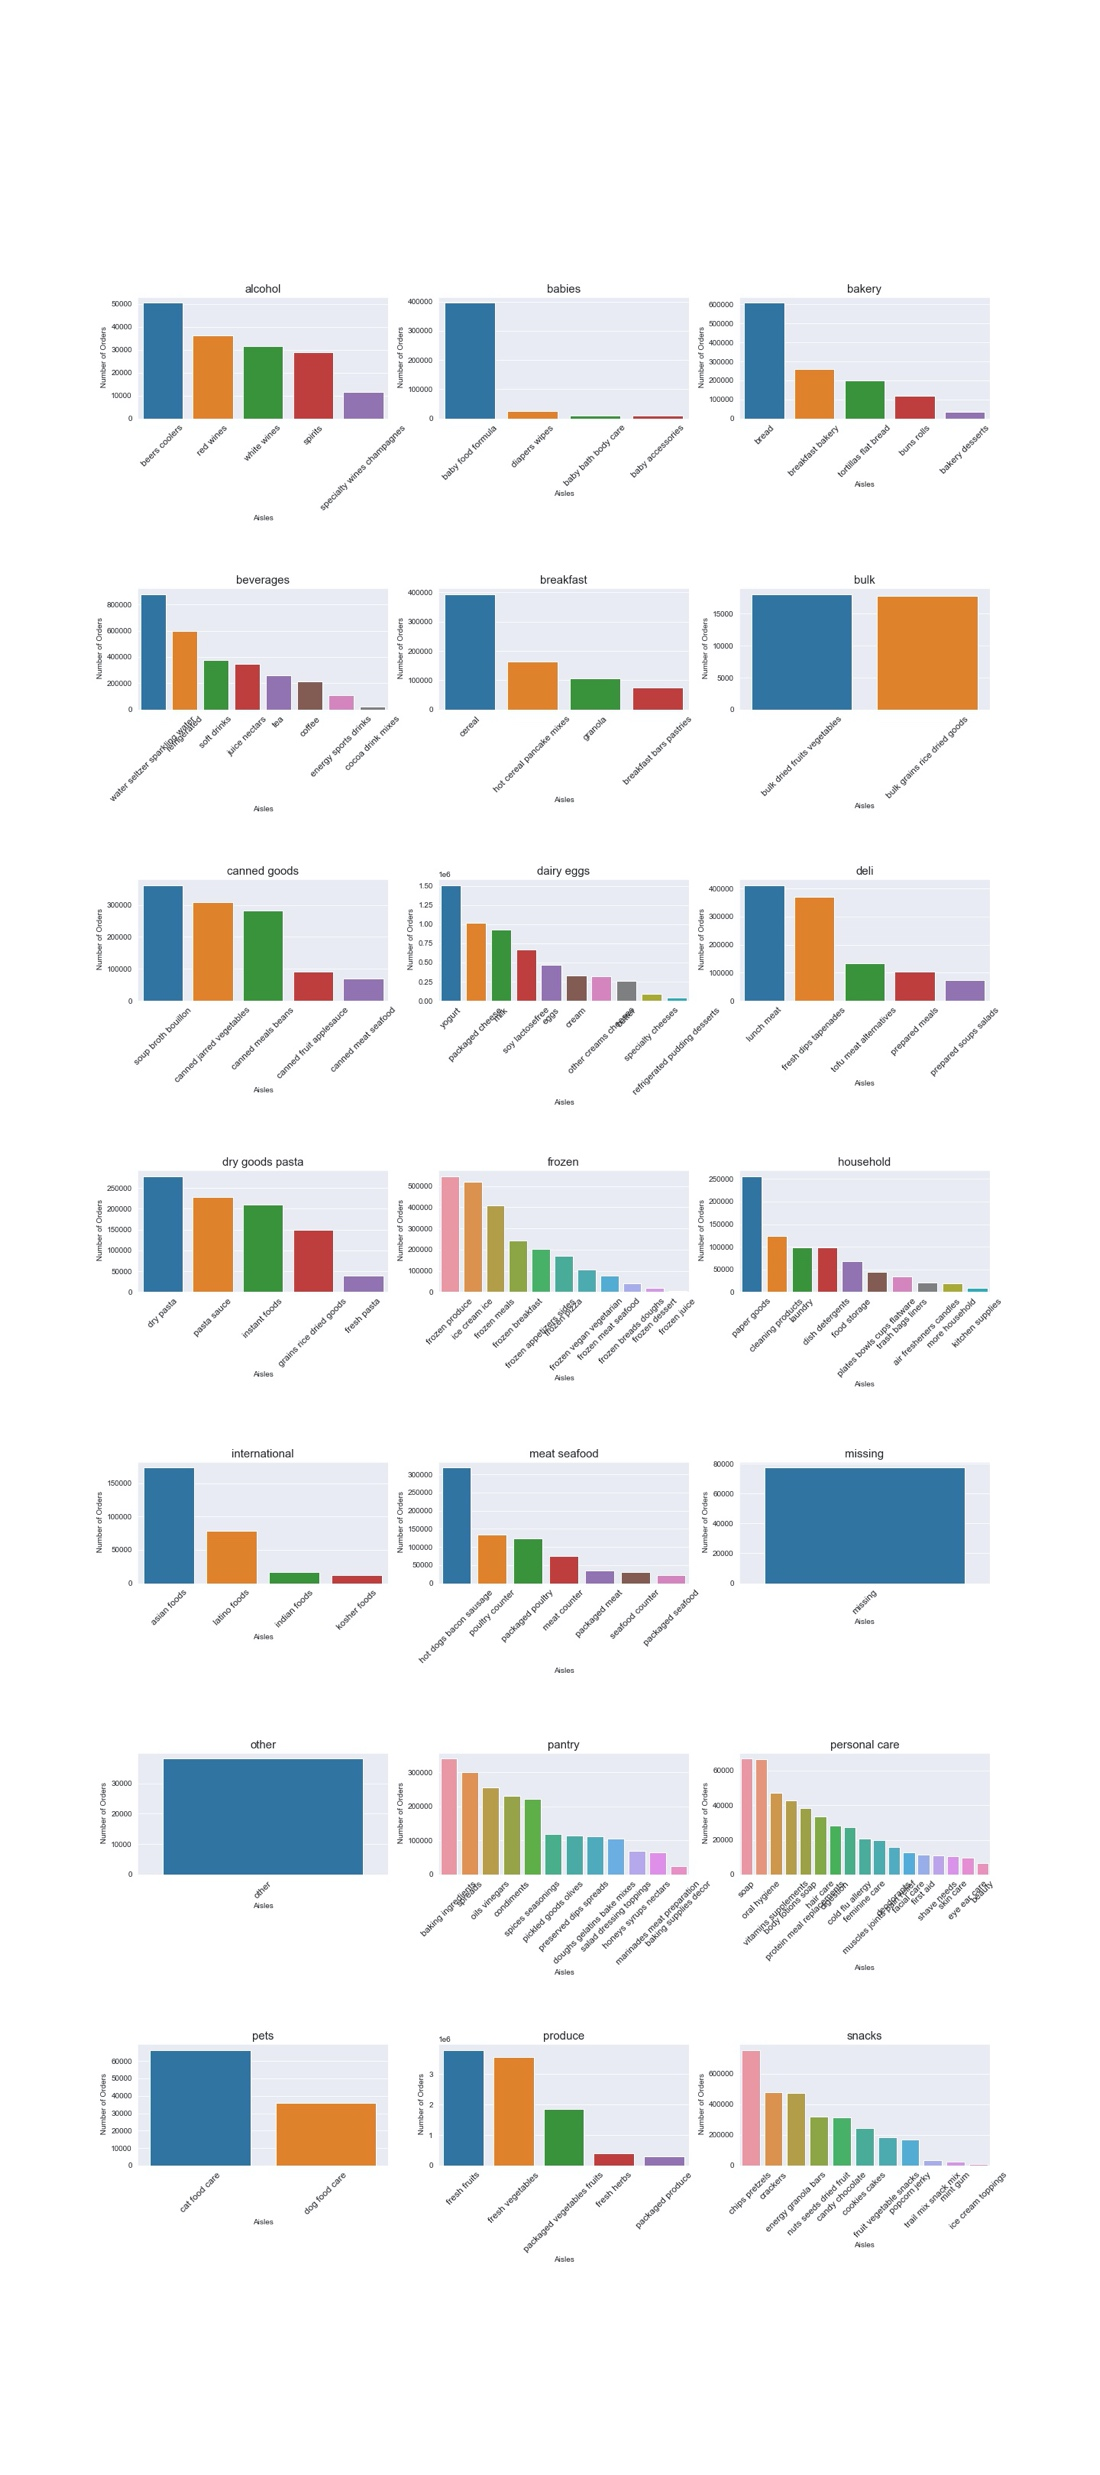 alcohol
50000
40000
30000
20000
10000
0
Number of Orders
beers coolers
red wines
white wines
spirits
specialty wines champagnes
Aisles
babies
400000
300000
200000
100000
0
Number of Orders
baby food formula
diapers wipes
baby bath body care
baby accessories
Aisles
bakery
600000
500000
400000
300000
200000
100000
0
Number of Orders
bread
breakfast bakery
tortillas flat bread
buns rolls
bakery desserts
Aisles
beverages
800000
600000
400000
200000
0
Number of Orders
water seltzer sparkling water
refrigerated
soft drinks
juice nectars
tea
coffee
energy sports drinks
cocoa drink mixes
Aisles
breakfast
400000
300000
200000
100000
0
Number of Orders
cereal
hot cereal pancake mixes
granola
breakfast bars pastries
Aisles
bulk
15000
10000
5000
0
Number of Orders
bulk dried fruits vegetables
bulk grains rice dried goods
Aisles
canned goods
300000
200000
100000
0
Number of Orders
soup broth bouillon
canned jarred vegetables
canned meals beans
canned fruit applesauce
canned meat seafood
Aisles
dairy eggs
1e6
1.50
1.25
1.00
0.75
0.50
0.25
0.00
Number of Orders
yogurt
packaged cheese
milk
soy lactosefree
eggs
cream
other creams cheeses
butter
specialty cheeses
refrigerated pudding desserts
Aisles
deli
400000
300000
200000
100000
0
Number of Orders
lunch meat
fresh dips tapenades
tofu meat alternatives
prepared meals
prepared soups salads
Aisles
dry goods pasta
250000
200000
150000
100000
50000
0
Number of Orders
dry pasta
pasta sauce
instant foods
grains rice dried goods
fresh pasta
Aisles
frozen
500000
400000
300000
200000
100000
0
Number of Orders
frozen produce
ice cream ice
frozen meals
frozen breakfast
frozen appetizers sides
frozen pizza
frozen vegan vegetarian
frozen meat seafood
frozen breads doughs
frozen dessert
frozen juice
Aisles
household
250000
200000
150000
100000
50000
0
Number of Orders
paper goods
cleaning products
laundry
dish detergents
food storage
plates bowls cups flatware
trash bags liners
air fresheners candles
more household
kitchen supplies
Aisles
international
150000
100000
50000
0
Number of Orders
asian foods
latino foods
indian foods
kosher foods
Aisles
meat seafood
300000
250000
200000
150000
100000
50000
0
Number of Orders
hot dogs bacon sausage
poultry counter
packaged poultry
meat counter
packaged meat
seafood counter
packaged seafood
Aisles
missing
80000
60000
40000
20000
0
Number of Orders
missing
Aisles
other
30000
20000
10000
0
Number of Orders
other
Aisles
pantry
300000
200000
100000
0
Number of Orders
baking ingredients
spreads
oils vinegars
condiments
spices seasonings
pickled goods olives
preserved dips spreads
doughs gelatins bake mixes
salad dressing toppings
honeys syrups nectars
marinades meat preparation
baking supplies decor
Aisles
personal care
60000
40000
20000
0
Number of Orders
soap
oral hygiene
vitamins supplements
body lotions soap
hair care
protein meal replacements
digestion
cold flu allergy
feminine care
muscles joints pain relief
deodorants
facial care
first aid
shave needs
skin care
eye ear care
beauty
Aisles
pets
60000
50000
40000
30000
20000
10000
0
Number of Orders
cat food care
dog food care
Aisles
produce
1e6
3
2
1
0
Number of Orders
fresh fruits
fresh vegetables
packaged vegetables fruits
fresh herbs
packaged produce
Aisles
snacks
600000
400000
200000
0
Number of Orders
chips pretzels
crackers
energy granola bars
nuts seeds dried fruit
candy chocolate
cookies cakes
fruit vegetable snacks
popcorn jerky
trail mix snack mix
mint gum
ice cream toppings
Aisles